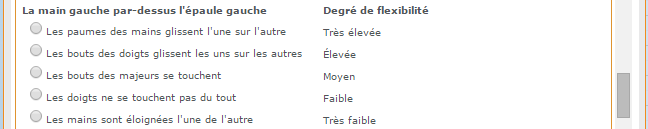 La main gauche par-dessus l'épaule gauche Degré de flexibilité
Les paumes des mains glissent l'une sur l'autre Très élevée
Les bouts des doigts glissent les uns sur les autres Élevée
Les bouts des majeurs se touchent Moyen
Les doigts ne se touchent pas du tout Faible
Les mains sont éloignées l'une de l'autre Très faible